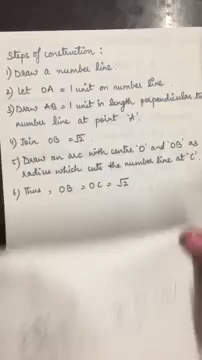 Steps of construction :
1) Draw a number line.
2) Let OA = 1 unit on number line.
3) Draw AB = 1 unit in length perpendicular to
number line at point 'A'.
4) Join OB = √2
5) Draw an arc with centre 'O' and 'OB' as
radius which cuts the number line at 'C'.
6) Thus, OB = OC = √2